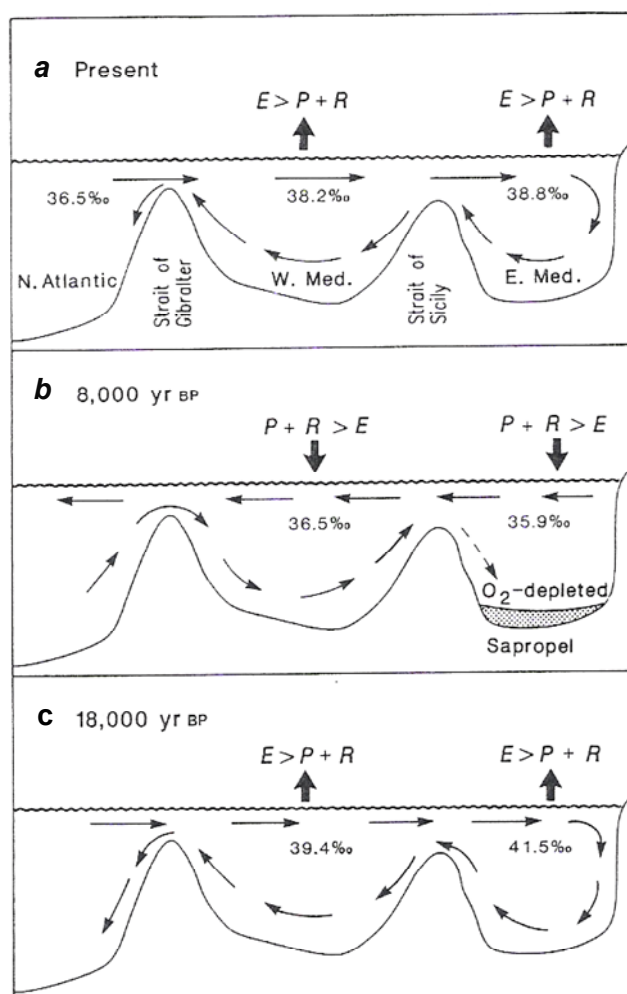 a Present
E > P + R
E > P + R
36.5‰
38.2‰
38.8‰
N. Atlantic
Strait of
Gibralter
W. Med.
Strait of
Sicily
E. Med.
b 8,000 yr BP
P + R > E
P + R > E
36.5‰
35.9‰
O2-depleted
Sapropel
c 18,000 yr BP
E > P + R
E > P + R
39.4‰
41.5‰